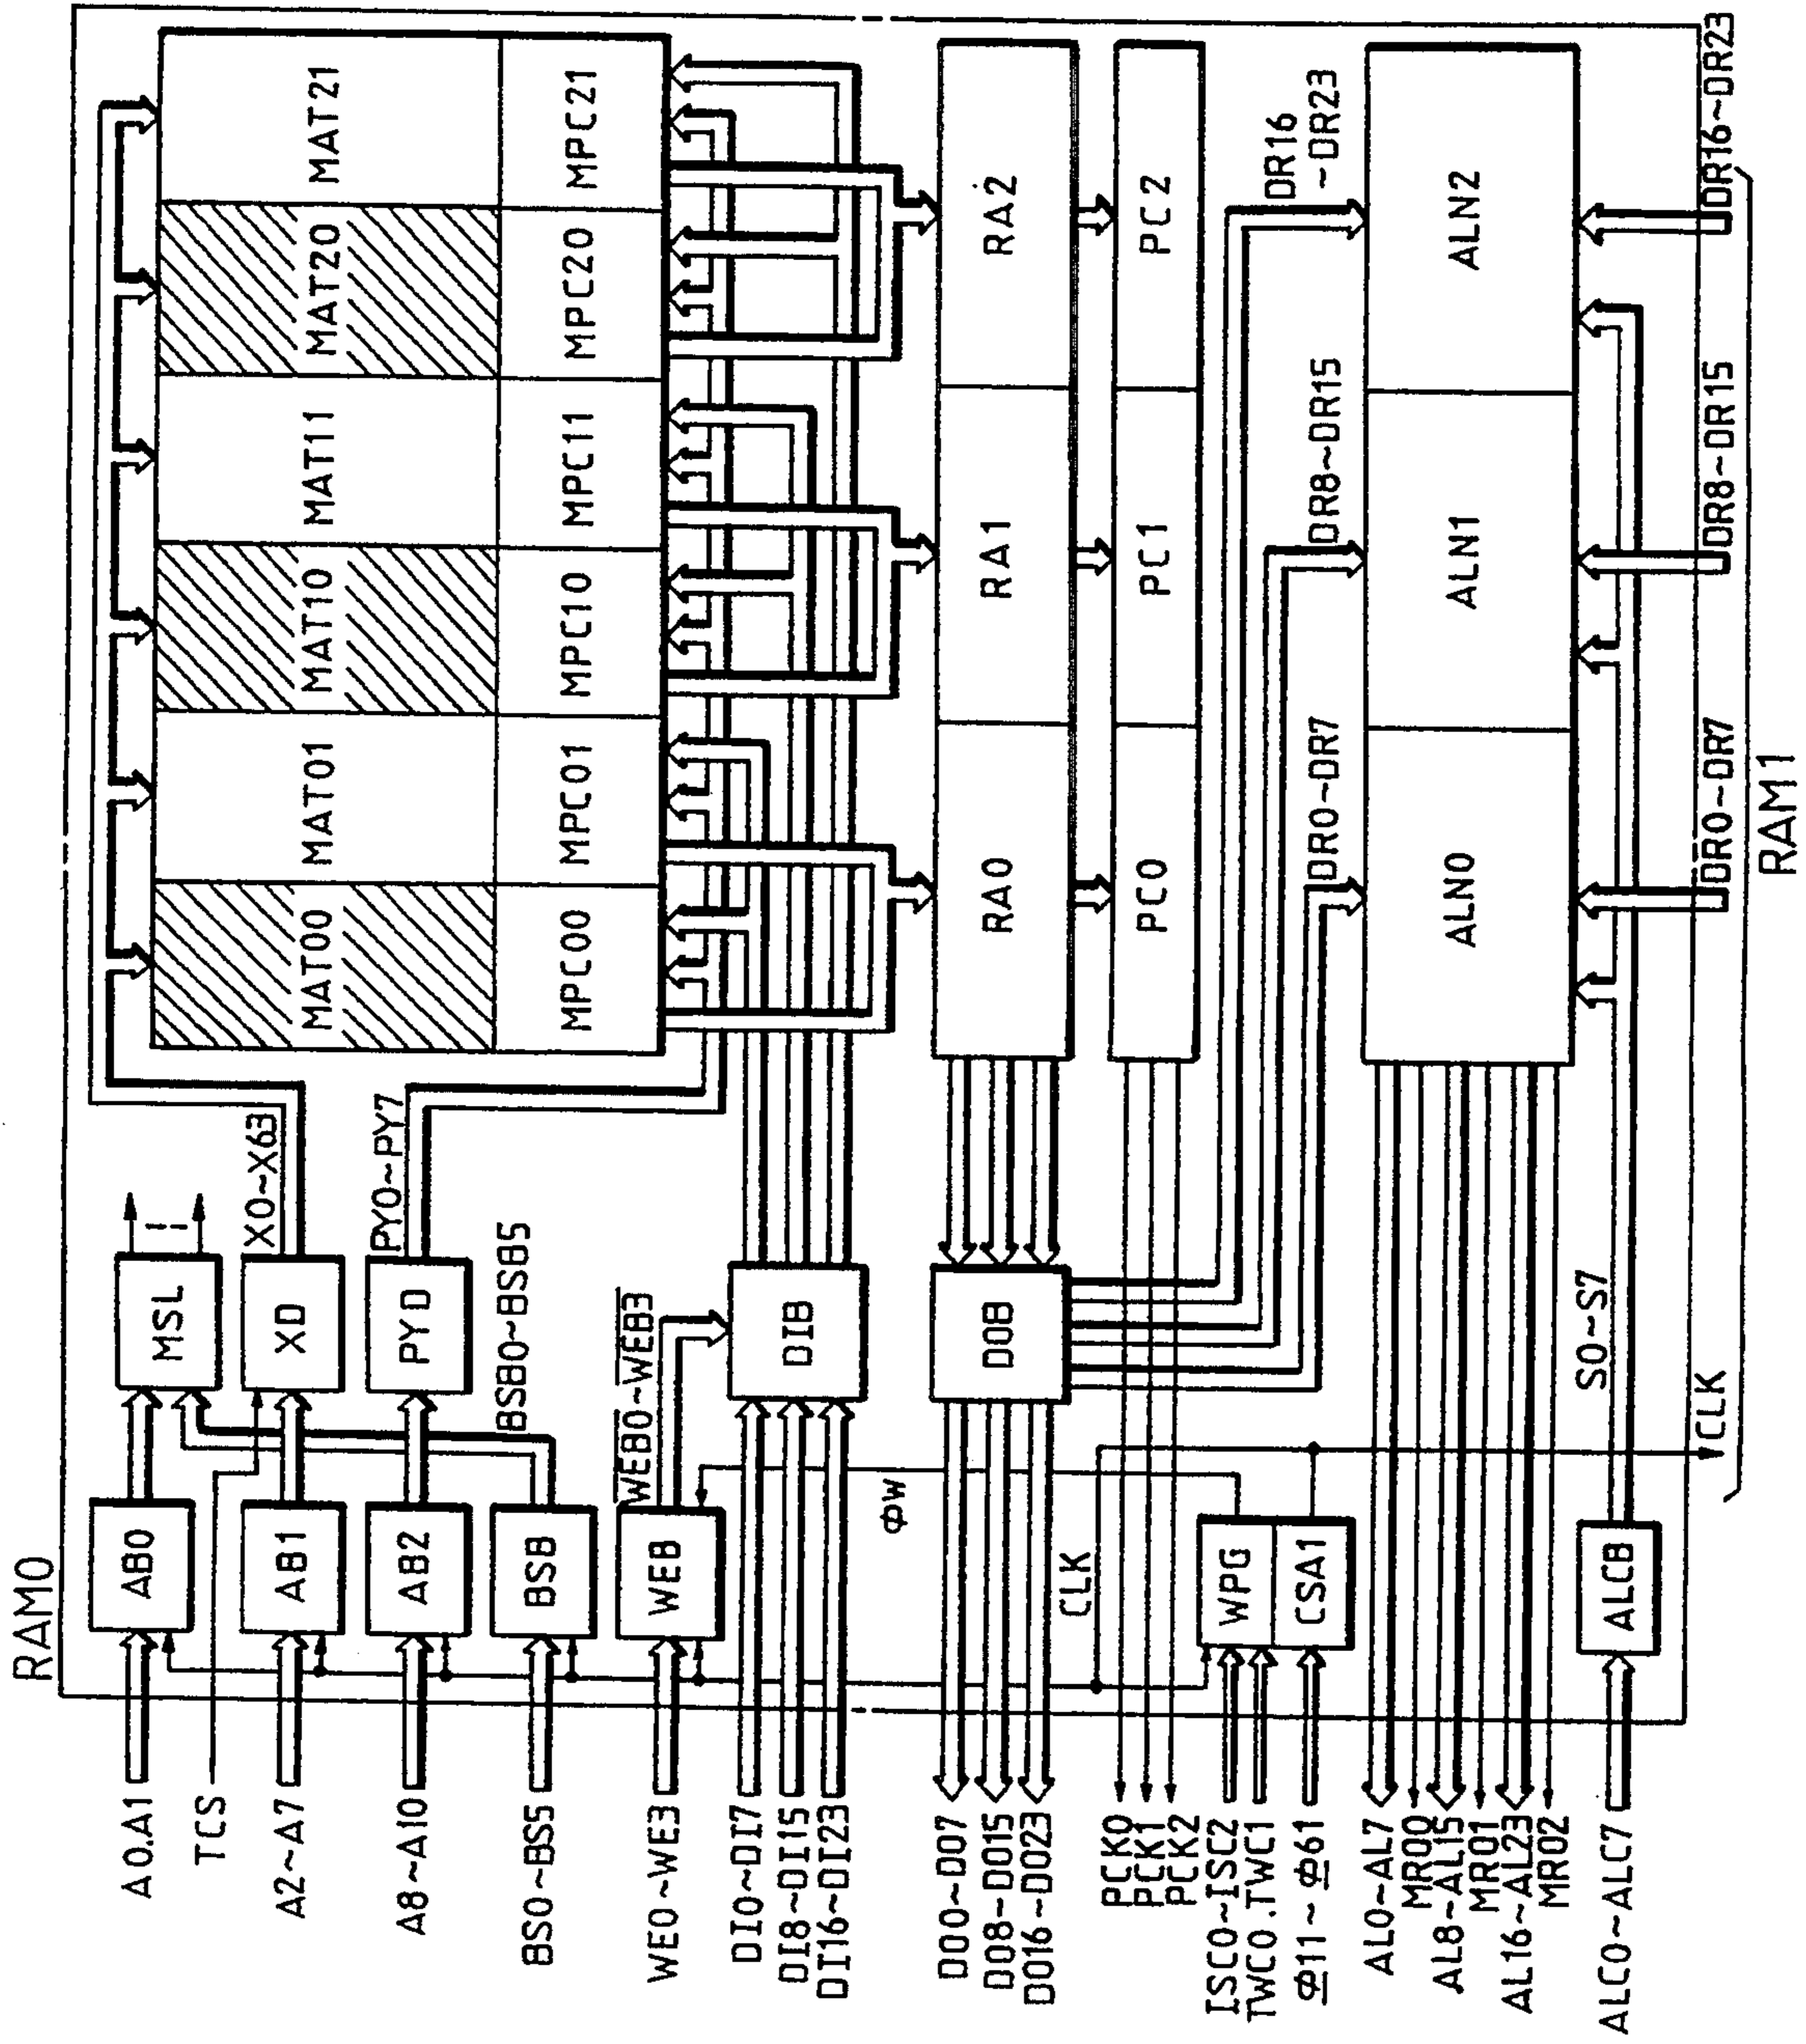 RAM0
A0.A1
TCS
A2~A7
A8~A10
BS0~BS5
WE0~WE3
DI0~DI7
DI8~DI15
DI16~DI23
DO0~DO7
DO8~DO15
DO16~DO23
PCK0
PCK1
PCK2
ISC0~ISC2
TWC0.TWC1
Φ11~Φ61
AL0~AL7
MR00
AL8~AL15
MR01
AL16~AL23
MR02
ALC0~ALC7
AB0
AB1
AB2
BSB
WEB
ΦW
CLK
WPG
CSA1
ALCB
MSL
XD
PYD
BSB0~BSB5
WEB0~WEB3
DIB
DOB
S0~S7
CLK
X0~X63
PY0~PY7
MAT00
MAT01
MAT10
MAT11
MAT20
MAT21
MPC00
MPC01
MPC10
MPC11
MPC20
MPC21
RA0
RA1
RA2
PC0
PC1
PC2
DR0~DR7
DR8~DR15
DR16
~DR23
ALN0
ALN1
ALN2
DR0~DR7
DR8~DR15
DR16~DR23
RAM1